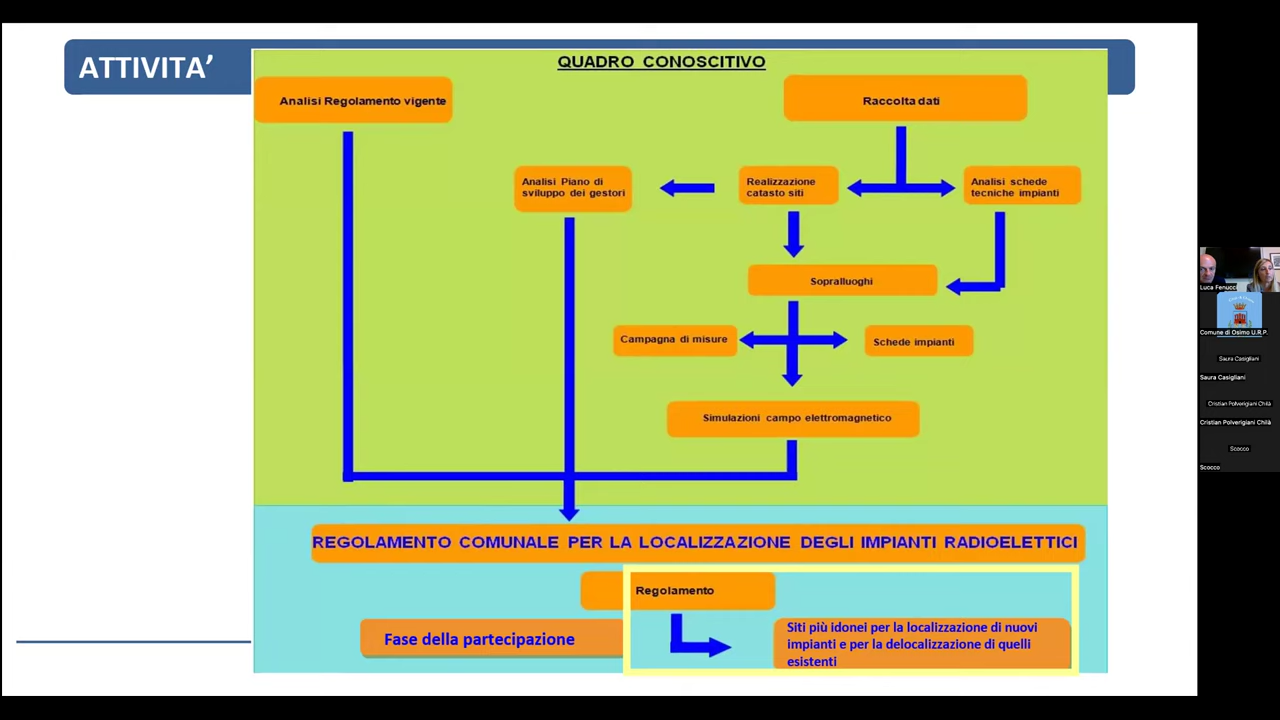 ATTIVITA’
QUADRO CONOSCITIVO
Analisi Regolamento vigente
Raccolta dati
Analisi Piano di
sviluppo dei gestori
Realizzazione
catasto siti
Analisi schede
tecniche impianti
Sopralluoghi
Campagna di misure
Schede impianti
Simulazioni campo elettromagnetico
REGOLAMENTO COMUNALE PER LA LOCALIZZAZIONE DEGLI IMPIANTI RADIOELETTICI
Regolamento
Fase della partecipazione
Siti più idonei per la localizzazione di nuovi
impianti e per la delocalizzazione di quelli
esistenti
Luca Fenucci
Comune di Osimo U.R.P.
Saura Casigliani
Saura Casigliani
Cristian Polverigiani Chilà
Cristian Polverigiani Chilà
Scocco
Scocco